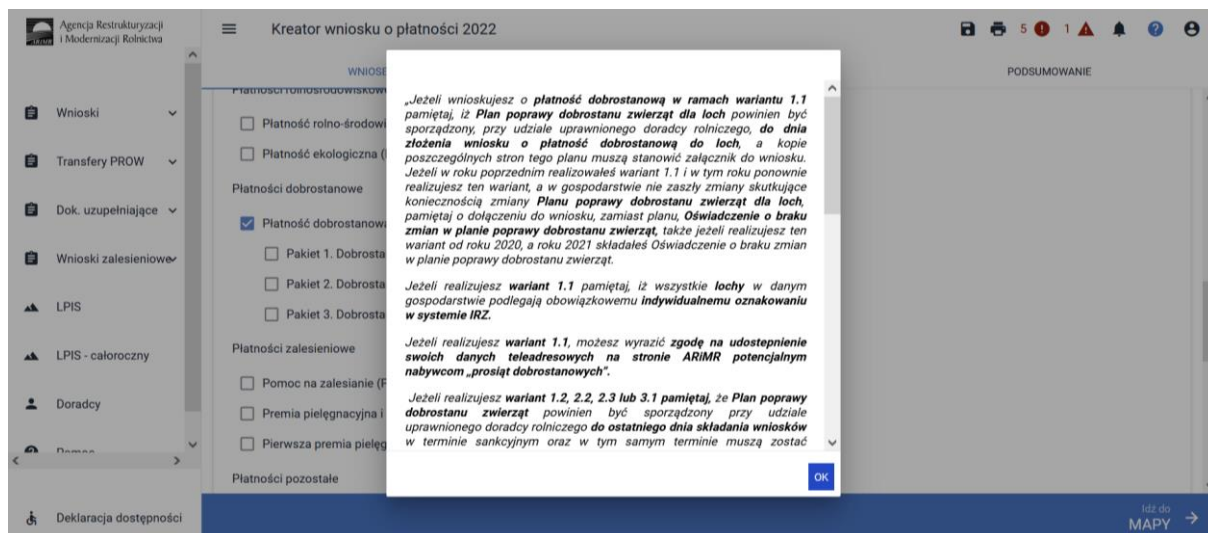 Agencja Restrukturyzacji
i Modernizacji Rolnictwa
Kreator wniosku o płatności 2022
5
1
PODSUMOWANIE
Wnioski
Transfery PROW
Dok. uzupełniające
Wnioski zalesieniowe
LPIS
LPIS - całoroczny
Doradcy
Deklaracja dostępności
Płatność rolno-środowi
Płatność ekologiczna (
Płatności dobrostanowe
Płatność dobrostanowa
Pakiet 1. Dobrosta
Pakiet 2. Dobrosta
Pakiet 3. Dobrosta
Płatności zalesieniowe
Pomoc na zalesianie (F
Premia pielęgnacyjna i
Pierwsza premia pielęg
Płatności pozostałe
„Jeżeli wnioskujesz o płatność dobrostanową w ramach wariantu 1.1
pamiętaj, iż Plan poprawy dobrostanu zwierząt dla loch powinien być
sporządzony, przy udziale uprawnionego doradcy rolniczego, do dnia
złożenia wniosku o płatność dobrostanową do loch, a kopie
poszczególnych stron tego planu muszą stanowić załącznik do wniosku.
Jeżeli w roku poprzednim realizowałeś wariant 1.1 i w tym roku ponownie
realizujesz ten wariant, a w gospodarstwie nie zaszły zmiany skutkujące
koniecznością zmiany Planu poprawy dobrostanu zwierząt dla loch,
pamiętaj o dołączeniu do wniosku, zamiast planu, Oświadczenie o braku
zmian w planie poprawy dobrostanu zwierząt, także jeżeli realizujesz ten
wariant od roku 2020, a roku 2021 składałeś Oświadczenie o braku zmian
w planie poprawy dobrostanu zwierząt.
Jeżeli realizujesz wariant 1.1 pamiętaj, iż wszystkie lochy w danym
gospodarstwie podlegają obowiązkowemu indywidualnemu oznakowaniu
w systemie IRZ.
Jeżeli realizujesz wariant 1.1, możesz wyrazić zgodę na udostepnienie
swoich danych teleadresowych na stronie ARiMR potencjalnym
nabywcom „prosiąt dobrostanowych".
Jeżeli realizujesz wariant 1.2, 2.2, 2.3 lub 3.1 pamiętaj, że Plan poprawy
dobrostanu zwierząt powinien być sporządzony przy udziale
uprawnionego doradcy rolniczego do ostatniego dnia składania wniosków
w terminie sankcyjnym oraz w tym samym terminie muszą zostać
OK
Idź do
MAPY